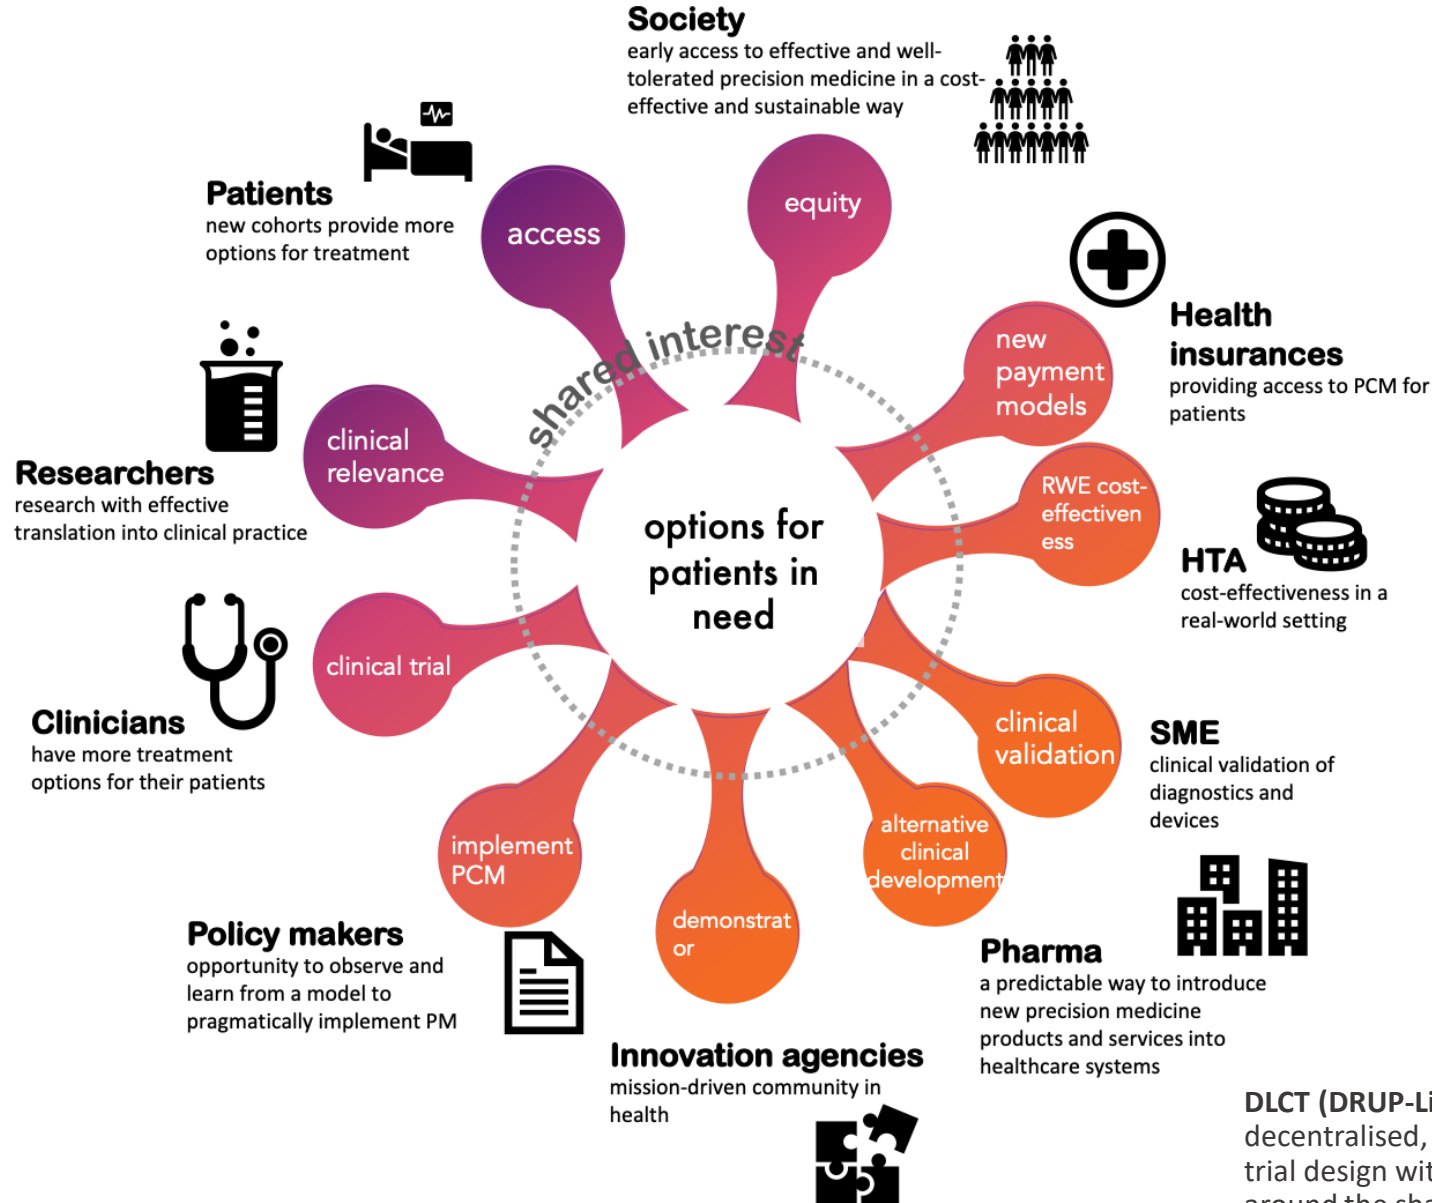 Society
early access to effective and well-
tolerated precision medicine in a cost-
effective and sustainable way
Patients
new cohorts provide more
options for treatment
access
equity
Health
insurances
providing access to PCM for
patients
new
payment
models
shared interest
Researchers
research with effective
translation into clinical practice
clinical
relevance
RWE cost-
effectiven
ess
HTA
cost-effectiveness in a
real-world setting
options for
patients in
need
Clinicians
have more treatment
options for their patients
clinical trial
clinical
validation
SME
clinical validation of
diagnostics and
devices
implement
PCM
alternative
clinical
development
demonstrat
or
Policy makers
opportunity to observe and
learn from a model to
pragmatically implement PM
Pharma
a predictable way to introduce
new precision medicine
products and services into
healthcare systems
Innovation agencies
mission-driven community in
health
DLCT (DRUP-Li
decentralised,
trial design wit